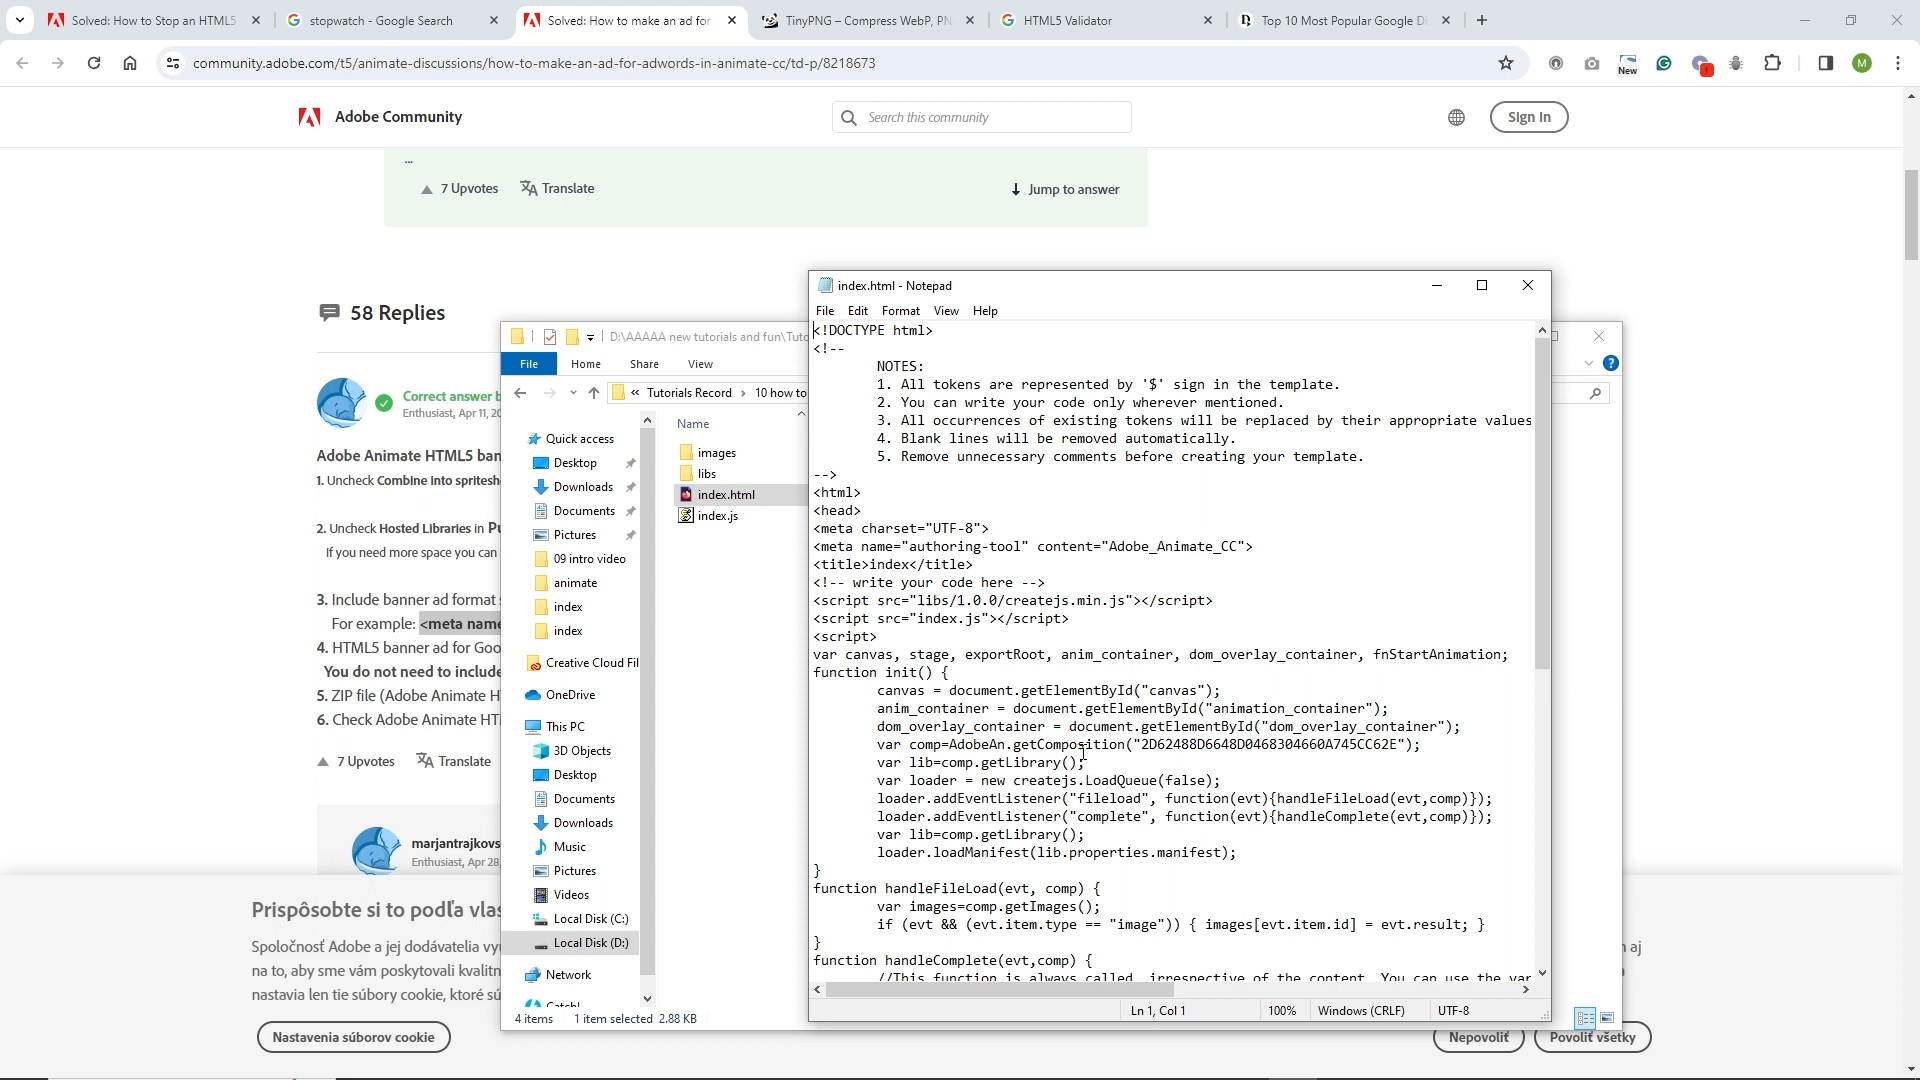 Solved: How to Stop an HTML5
stopwatch - Google Search
Solved: How to make an ad for
TinyPNG – Compress WebP, PN
HTML5 Validator
Top 10 Most Popular Google Di
community.adobe.com/t5/animate-discussions/how-to-make-an-ad-for-adwords-in-animate-cc/td-p/8218673
New
M
Adobe Community
Search this community
Sign In
...
7 Upvotes
Translate
Jump to answer
58 Replies
Correct answer b
Enthusiast, Apr 11, 20
Adobe Animate HTML5 ban
1. Uncheck Combine into spritesh
2. Uncheck Hosted Libraries in Pu
If you need more space you can
3. Include banner ad format s
For example: <meta name
4. HTML5 banner ad for Goo
You do not need to include
5. ZIP file (Adobe Animate H
6. Check Adobe Animate HT
7 Upvotes
Translate
marjantrajkovs
Enthusiast, Apr 28,
Prispôsobte si to podľa vlas
Spoločnosť Adobe a jej dodávatelia vy
na to, aby sme vám poskytovali kvalitn
nastavia len tie súbory cookie, ktoré sú
aj
Nastavenia súborov cookie
Nepovoliť
Povoliť všetky
D:\AAAAA new tutorials and fun\Tuto
File
Home
Share
View
« Tutorials Record > 10 how to
Name
Quick access
Desktop
Downloads
Documents
Pictures
09 intro video
animate
index
index
Creative Cloud Fil
OneDrive
This PC
3D Objects
Desktop
Documents
Downloads
Music
Pictures
Videos
Local Disk (C:)
Local Disk (D:)
Network
images
libs
index.html
index.js
4 items
1 item selected 2.88 KB
index.html - Notepad
File Edit Format View Help
<!DOCTYPE html>
<!--
NOTES:
1. All tokens are represented by '$' sign in the template.
2. You can write your code only wherever mentioned.
3. All occurrences of existing tokens will be replaced by their appropriate values
4. Blank lines will be removed automatically.
5. Remove unnecessary comments before creating your template.
-->
<html>
<head>
<meta charset="UTF-8">
<meta name="authoring-tool" content="Adobe_Animate_CC">
<title>index</title>
<!-- write your code here -->
<script src="libs/1.0.0/createjs.min.js"></script>
<script src="index.js"></script>
<script>
var canvas, stage, exportRoot, anim_container, dom_overlay_container, fnStartAnimation;
function init() {
canvas = document.getElementById("canvas");
anim_container = document.getElementById("animation_container");
dom_overlay_container = document.getElementById("dom_overlay_container");
var comp=AdobeAn.getComposition("2D62488D6648D0468304660A745CC62E");
var lib=comp.getLibrary();
var loader = new createjs.LoadQueue(false);
loader.addEventListener("fileload", function(evt){handleFileLoad(evt,comp)});
loader.addEventListener("complete", function(evt){handleComplete(evt,comp)});
var lib=comp.getLibrary();
loader.loadManifest(lib.properties.manifest);
}
function handleFileLoad(evt, comp) {
var images=comp.getImages();
if (evt && (evt.item.type == "image")) { images[evt.item.id] = evt.result; }
}
function handleComplete(evt,comp) {
//This function is always called, irrespective of the content. You can use the var
Ln 1, Col 1
100%
Windows (CRLF)
UTF-8